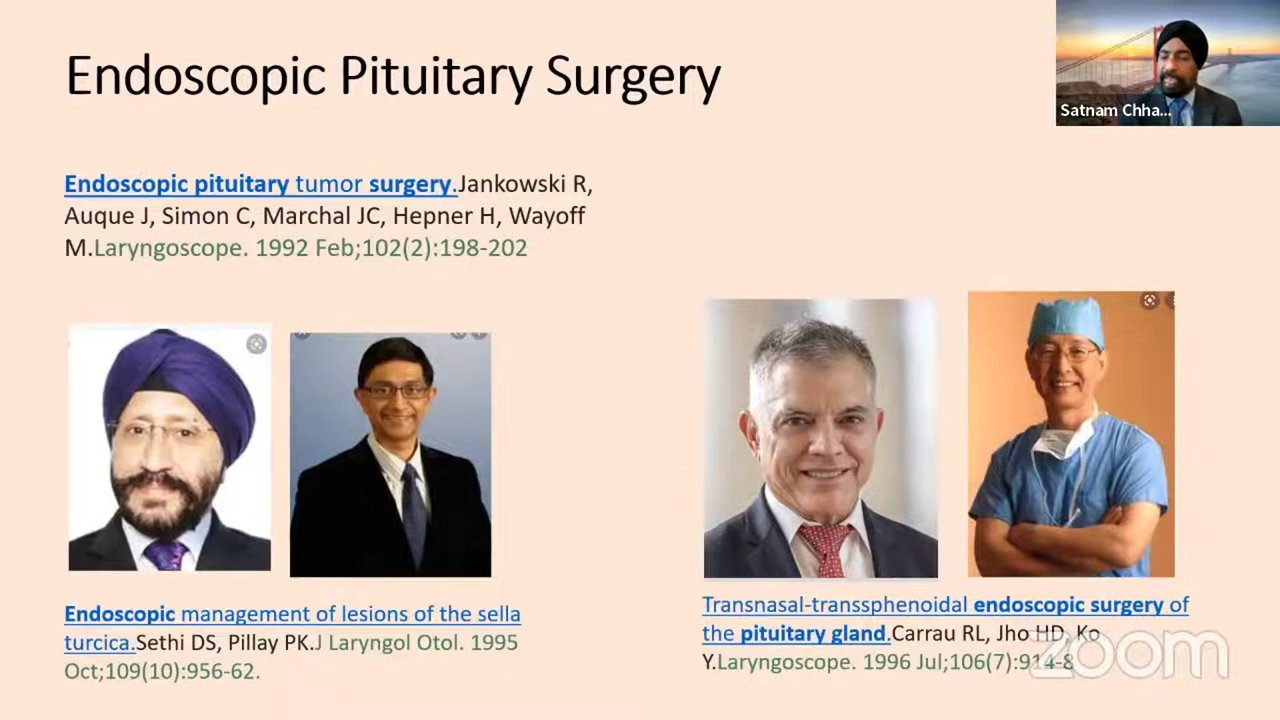 Endoscopic Pituitary Surgery
Satnam Chha...
Endoscopic pituitary tumor surgery.Jankowski R,
Auque J, Simon C, Marchal JC, Hepner H, Wayoff
M.Laryngoscope. 1992 Feb;102(2):198-202
Endoscopic management of lesions of the sella
turcica.Sethi DS, Pillay PK.J Laryngol Otol. 1995
Oct;109(10):956-62.
Transnasal-transsphenoidal endoscopic surgery of
the pituitary gland.Carrau RL, Jho HD, Ko
Y.Laryngoscope. 1996 Jul;106(7):914-8
zoom